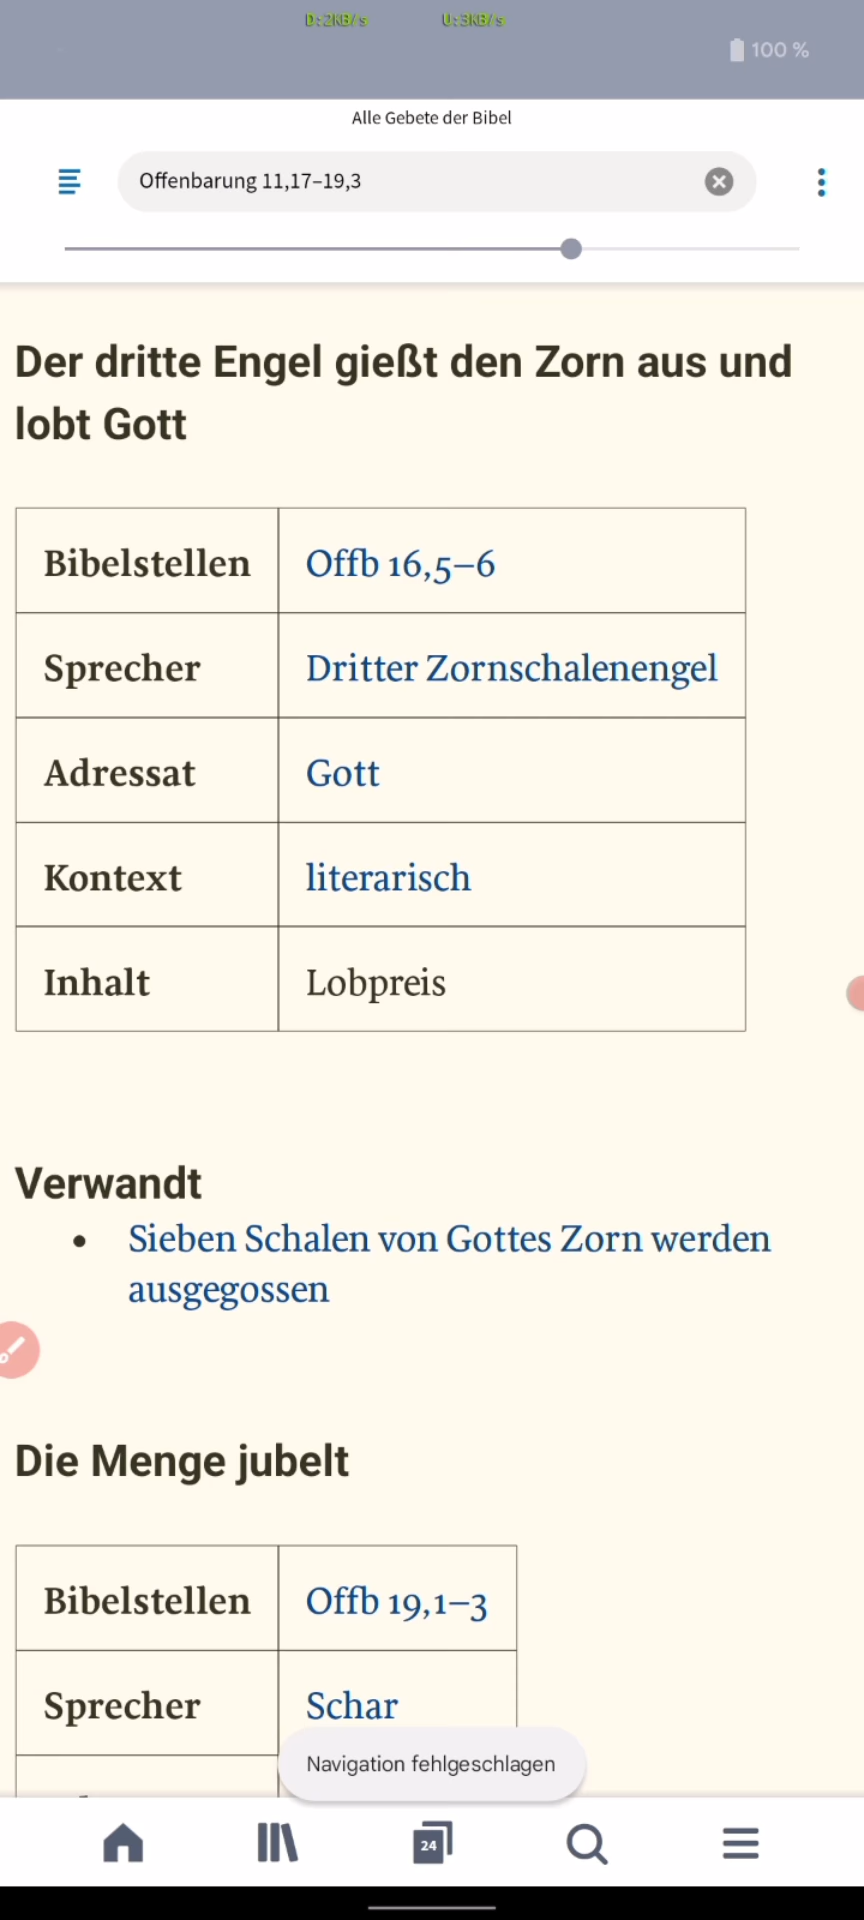 D:2KB/s U:3KB/s
100 %
Alle Gebete der Bibel
Offenbarung 11,17–19,3
Der dritte Engel gießt den Zorn aus und
lobt Gott
Bibelstellen Offb 16,5–6
Sprecher Dritter Zornschalenengel
Adressat Gott
Kontext literarisch
Inhalt Lobpreis
Verwandt
• Sieben Schalen von Gottes Zorn werden
ausgegossen
Die Menge jubelt
Bibelstellen Offb 19,1–3
Sprecher Schar
Navigation fehlgeschlagen
24